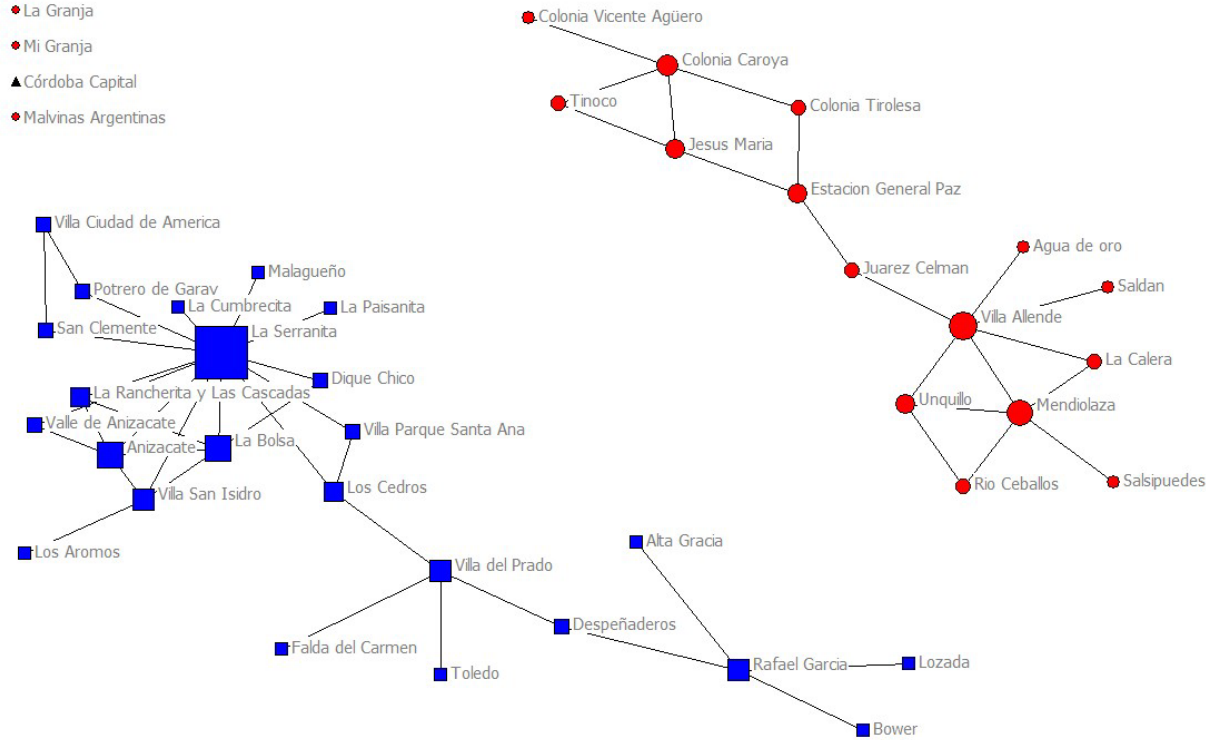 La Granja
Mi Granja
Córdoba Capital
Malvinas Argentinas
Colonia Vicente Agüero
Colonia Caroya
Tinoco
Colonia Tirolesa
Jesus Maria
Estacion General Paz
Villa Ciudad de America
Agua de oro
Juarez Celman
Malagueño
Saldan
Potrero de Garay
La Cumbrecita
La Paisanita
Villa Allende
San Clemente
La Serranita
La Calera
Dique Chico
La Rancherita y Las Cascadas
Unquillo
Mendiolaza
Valle de Anizacate
Villa Parque Santa Ana
La Bolsa
Anizacate
Salsipuedes
Rio Ceballos
Los Cedros
Villa San Isidro
Alta Gracia
Los Aromos
Villa del Prado
Despeñaderos
Falda del Carmen
Lozada
Rafael Garcia
Toledo
Bower